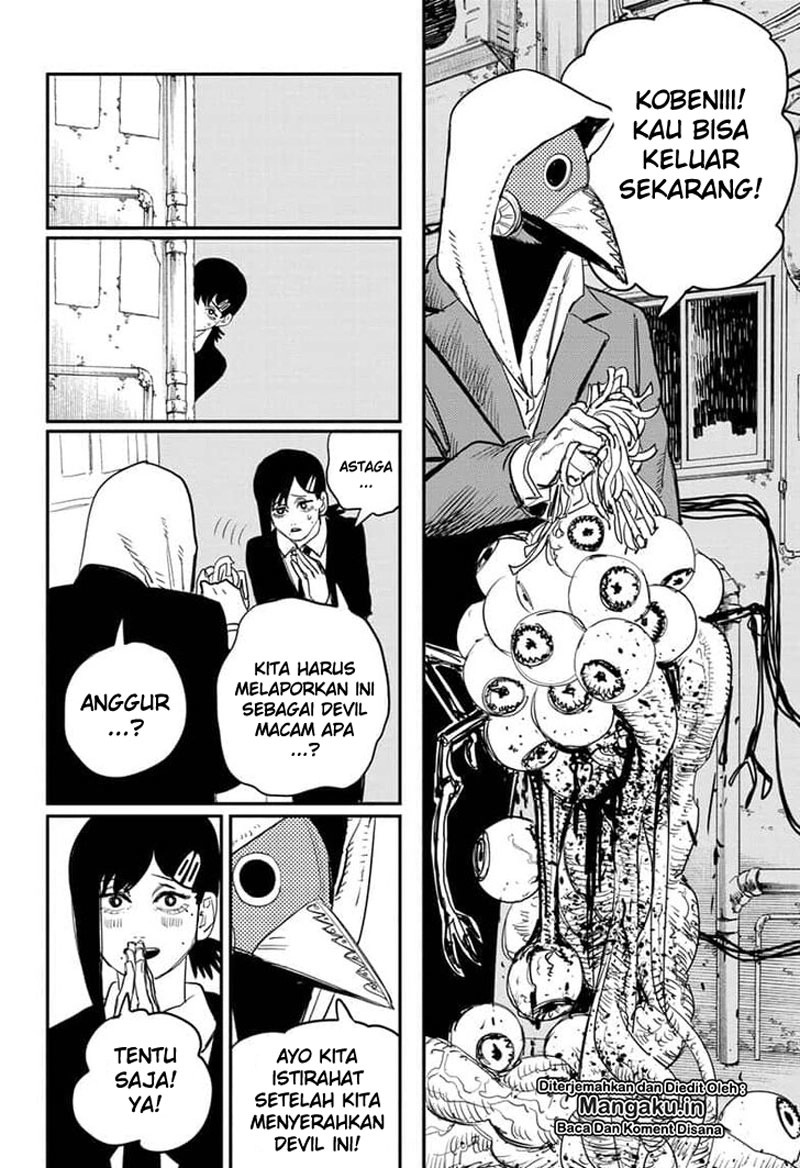 KOBENIII!
KAU BISA
KELUAR
SEKARANG!
ASTAGA
...
KITA HARUS
MELAPORKAN INI
SEBAGAI DEVIL
MACAM APA
...?
ANGGUR
...?
AYO KITA
ISTIRAHAT
SETELAH KITA
MENYERAHKAN
DEVIL INI!
TENTU
SAJA!
YA!
Diterjemahkan dan Diedit Oleh :
Mangaku.in
Baca Dan Koment Disana